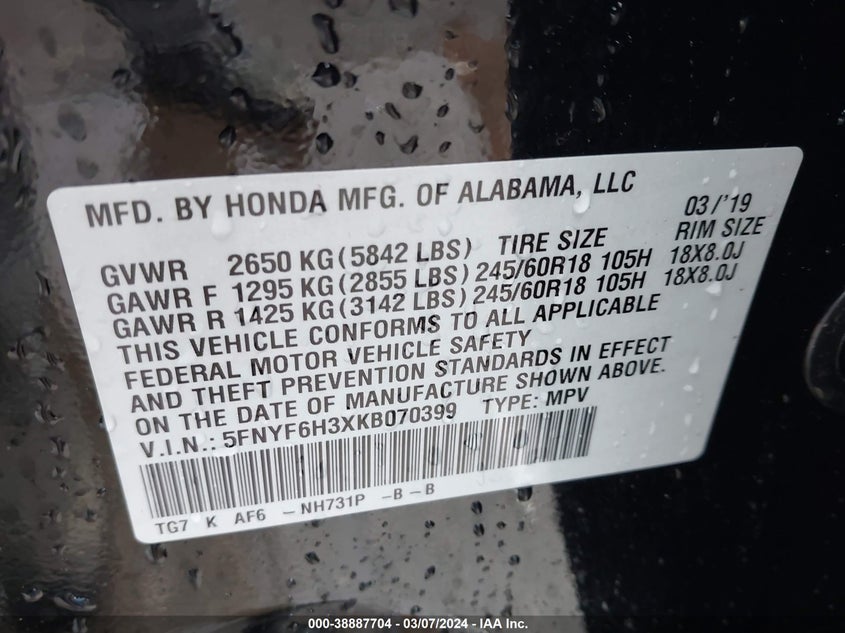 MFD. BY HONDA MFG. OF ALABAMA, LLC 03/'19
GVWR 2650 KG(5842 LBS) TIRE SIZE RIM SIZE
GAWR F 1295 KG(2855 LBS) 245/60R18 105H 18X8.0J
GAWR R 1425 KG(3142 LBS) 245/60R18 105H 18X8.0J
THIS VEHICLE CONFORMS TO ALL APPLICABLE
FEDERAL MOTOR VEHICLE SAFETY
AND THEFT PREVENTION STANDARDS IN EFFECT
ON THE DATE OF MANUFACTURE SHOWN ABOVE.
V.I.N.: 5FNYF6H3XKB070399 TYPE: MPV
TG7 K AF6 -NH731P -B-B
000-38887704 - 03/07/2024 - IAA Inc.